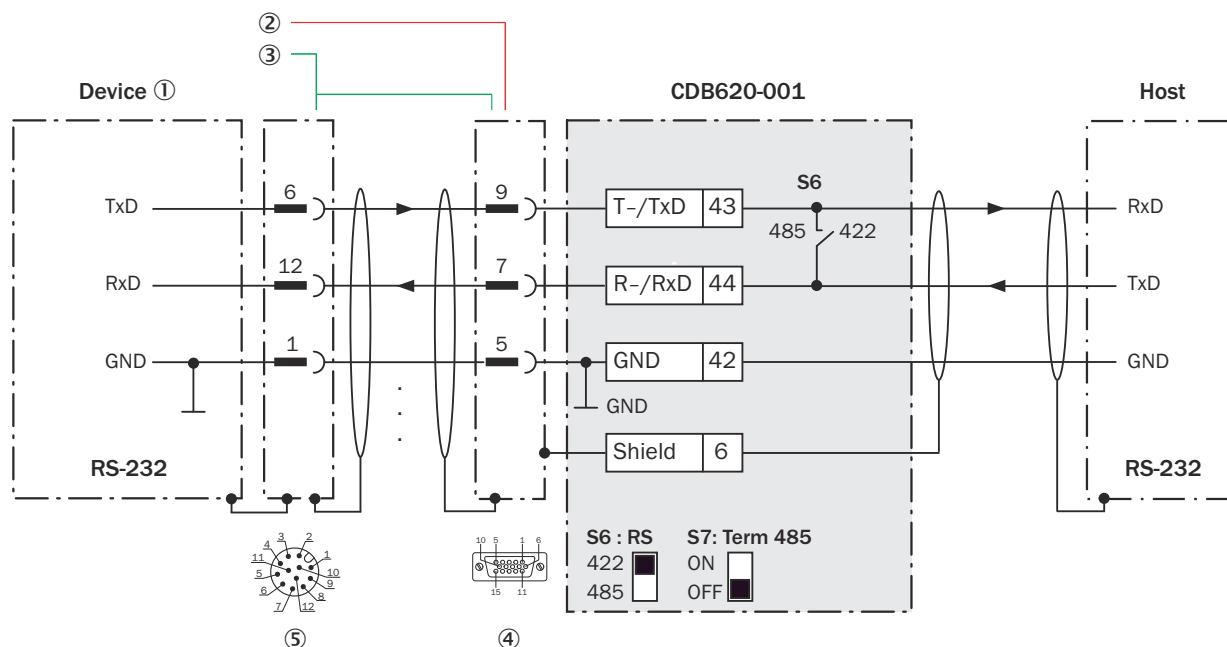 ②
③
Device ① CDB620-001 Host
TxD 6 9 T–/TxD 43 S6 RxD
485 422
RxD 12 7 R–/RxD 44 TxD
GND 1 5 GND 42 GND
GND
Shield 6
RS-232 RS-232
S6 : RS S7: Term 485
422 ON
485 OFF
3 2
4 1
11 10
5 9
6 8
7 12
10 5 1 6
15 11
⑤ ④